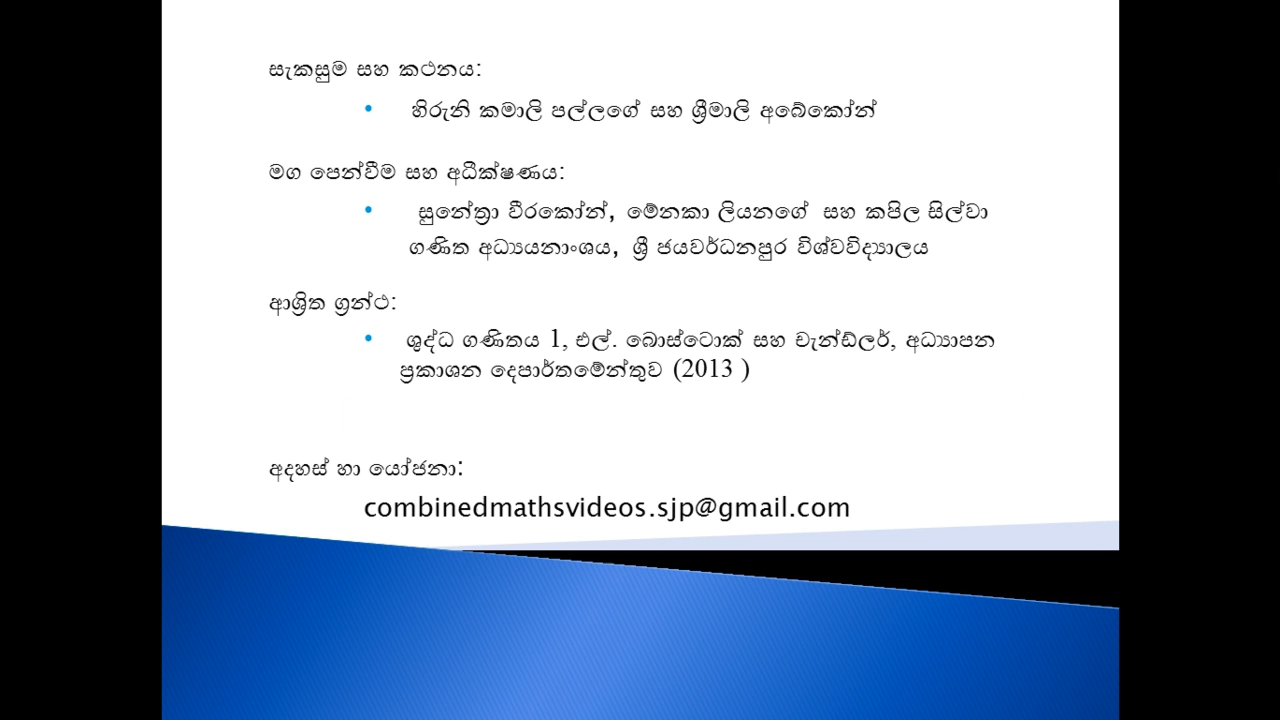 සැකසුම සහ කථනය:
• හිරුනි කමාලි පල්ලගේ සහ ශ්‍රීමාලි අබේකෝන්
මග පෙන්වීම සහ අධීක්ෂණය:
• සුනේත්‍රා වීරකෝන්, මේනකා ලියනගේ සහ කපිල සිල්වා
ගණිත අධ්‍යයනාංශය, ශ්‍රී ජයවර්ධනපුර විශ්වවිද්‍යාලය
ආශ්‍රිත ග්‍රන්ථ:
• ශුද්ධ ගණිතය 1, එල්. බොස්ටොක් සහ චැන්ඩ්ලර්, අධ්‍යාපන
ප්‍රකාශන දෙපාර්තමේන්තුව (2013 )
අදහස් හා යෝජනා:
combinedmathsvideos.sjp@gmail.com